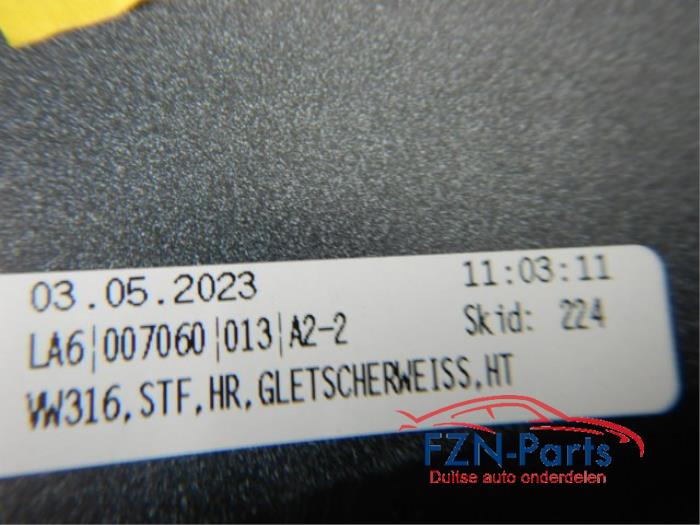 03.05.2023 11:03:11
LA6|007060|013|A2-2 Skid: 224
VW316,STF,HR,GLETSCHERWEISS,HT
FZN-Parts
Duitse auto onderdelen